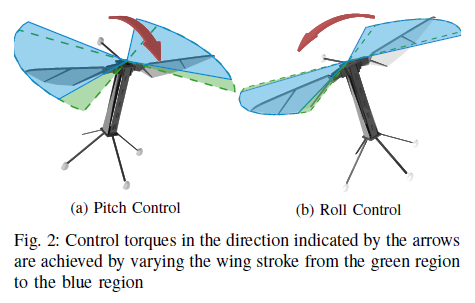 (a) Pitch Control
(b) Roll Control
Fig. 2: Control torques in the direction indicated by the arrows
are achieved by varying the wing stroke from the green region
to the blue region